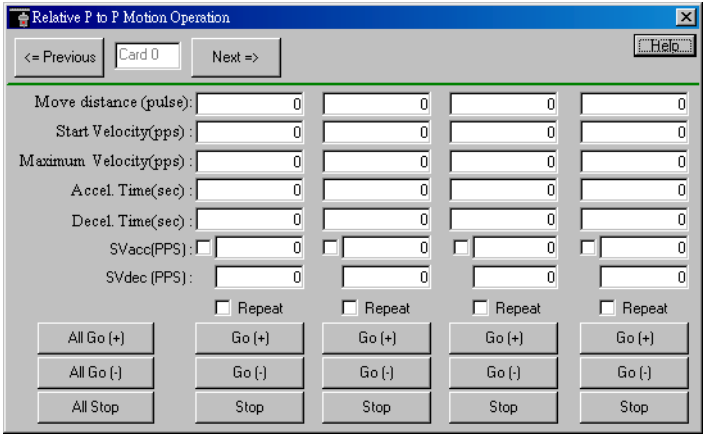 Relative P to P Motion Operation
<= Previous Card 0 Next => Help...
Move distance (pulse): 0 0 0 0
Start Velocity(pps) : 0 0 0 0
Maximum Velocity(pps) : 0 0 0 0
Accel. Time(sec) : 0 0 0 0
Decel. Time(sec) : 0 0 0 0
SVacc(PPS) : 0 0 0 0
SVdec (PPS) : 0 0 0 0
Repeat Repeat Repeat Repeat
All Go (+) Go (+) Go (+) Go (+) Go (+)
All Go (-) Go (-) Go (-) Go (-) Go (-)
All Stop Stop Stop Stop Stop